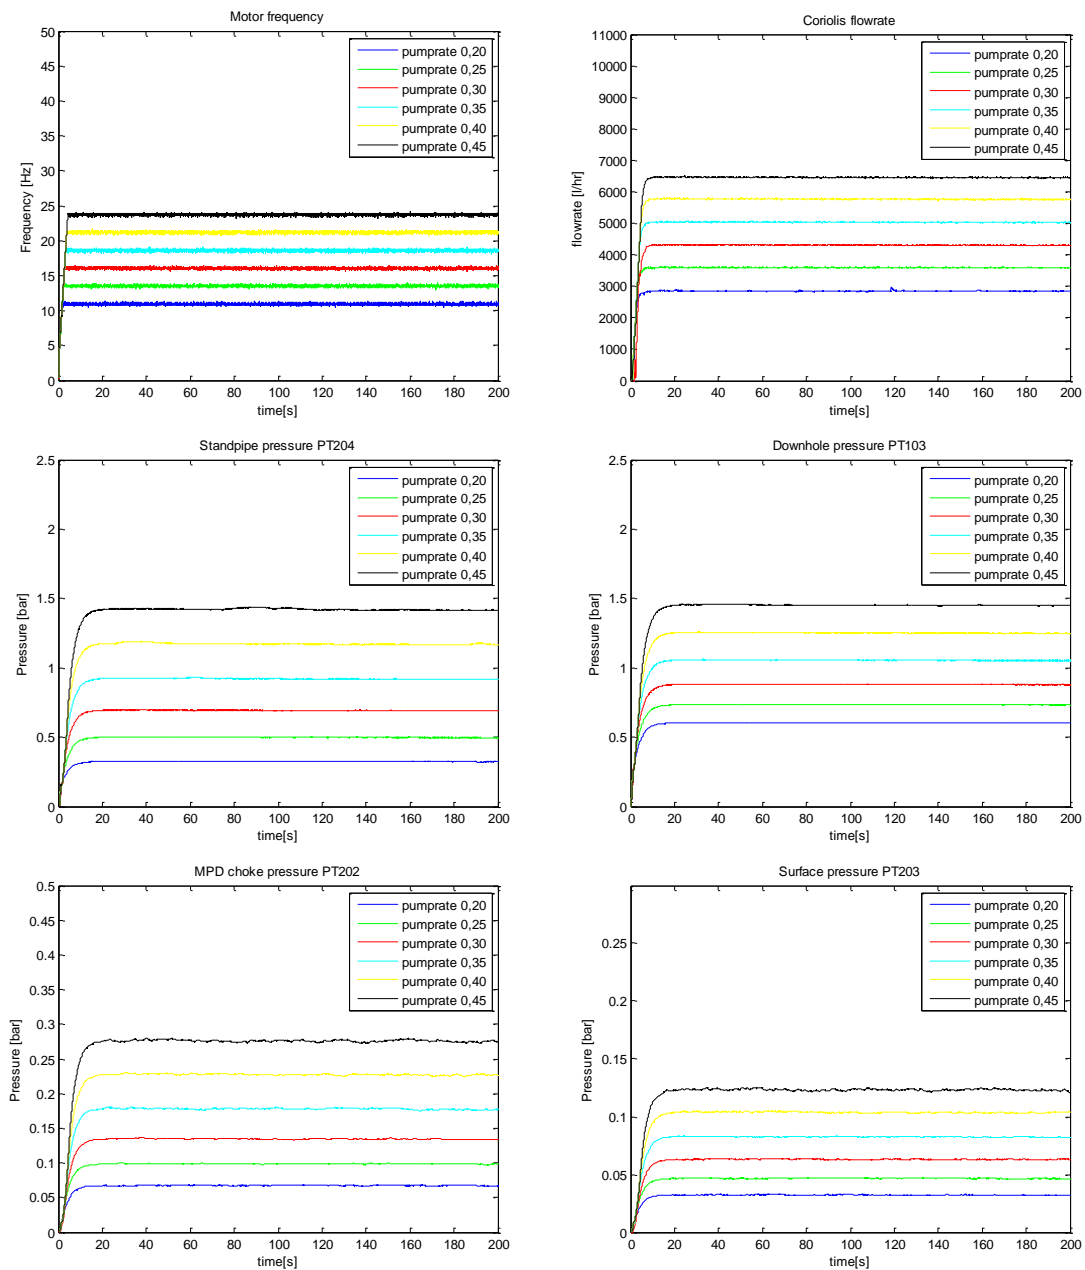 Motor frequency
50
45
40
35
30
25
20
15
10
5
0
Frequency [Hz]
pumprate 0,20
pumprate 0,25
pumprate 0,30
pumprate 0,35
pumprate 0,40
pumprate 0,45
0 20 40 60 80 100 120 140 160 180 200
time[s]
Coriolis flowrate
11000
10000
9000
8000
7000
6000
5000
4000
3000
2000
1000
0
flowrate [l/hr]
pumprate 0,20
pumprate 0,25
pumprate 0,30
pumprate 0,35
pumprate 0,40
pumprate 0,45
0 20 40 60 80 100 120 140 160 180 200
time[s]
Standpipe pressure PT204
2.5
2
1.5
1
0.5
0
Pressure [bar]
pumprate 0,20
pumprate 0,25
pumprate 0,30
pumprate 0,35
pumprate 0,40
pumprate 0,45
0 20 40 60 80 100 120 140 160 180 200
time[s]
Downhole pressure PT103
2.5
2
1.5
1
0.5
0
Pressure [bar]
pumprate 0,20
pumprate 0,25
pumprate 0,30
pumprate 0,35
pumprate 0,40
pumprate 0,45
0 20 40 60 80 100 120 140 160 180 200
time[s]
MPD choke pressure PT202
0.5
0.45
0.4
0.35
0.3
0.25
0.2
0.15
0.1
0.05
0
Pressure [bar]
pumprate 0,20
pumprate 0,25
pumprate 0,30
pumprate 0,35
pumprate 0,40
pumprate 0,45
0 20 40 60 80 100 120 140 160 180 200
time[s]
Surface pressure PT203
0.25
0.2
0.15
0.1
0.05
0
Pressure [bar]
pumprate 0,20
pumprate 0,25
pumprate 0,30
pumprate 0,35
pumprate 0,40
pumprate 0,45
0 20 40 60 80 100 120 140 160 180 200
time[s]